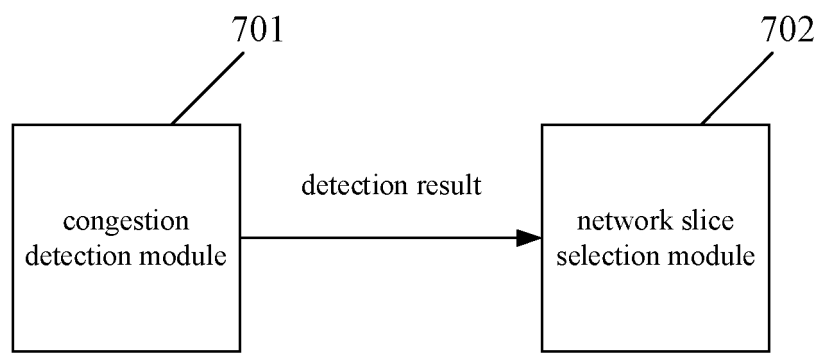 701
702
congestion
detection module
detection result
network slice
selection module